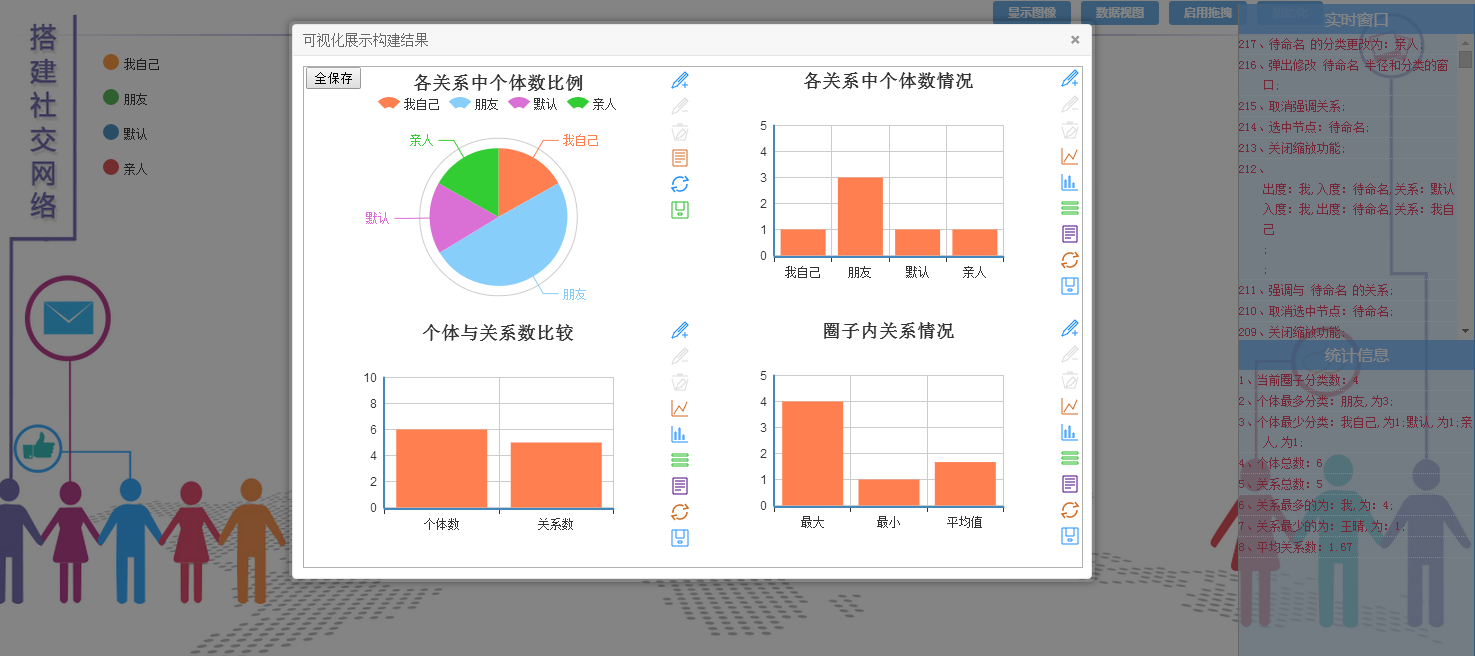 搭建社交网络
我自己
朋友
默认
亲人
显示图像
数据视图
启用拖拽
可视化展示构建结果
×
全保存
各关系中个体数比例
我自己 朋友 默认 亲人
亲人
我自己
默认
朋友
各关系中个体数情况
5
4
3
2
1
0
我自己 朋友 默认 亲人
个体与关系数比较
10
8
6
4
2
0
个体数 关系数
圈子内关系情况
5
4
3
2
1
0
最大 最小 平均值
实时窗口
217、待命名 的分类更改为: 亲人;
216、弹出修改 待命名 半径和分类的窗
口;
215、取消强调关系;
214、选中节点: 待命名;
213、关闭缩放功能;
212、
出度: 我,入度: 待命名,关系: 默认
入度: 我,出度: 待命名,关系: 我自
己
;
;
211、强调与 待命名 的关系;
210、取消选中节点: 待命名;
209、关闭缩放功能;
统计信息
1、当前圈子分类数: 4
2、个体最多分类: 朋友,为3;
3、个体最少分类: 我自己,为1;默认,为1;亲
人,为1;
4、个体总数: 6
5、关系总数: 5
6、关系最多的为: 我,为: 4;
7、关系最少的为: 王晴,为: 1;
8、平均关系数: 1.67